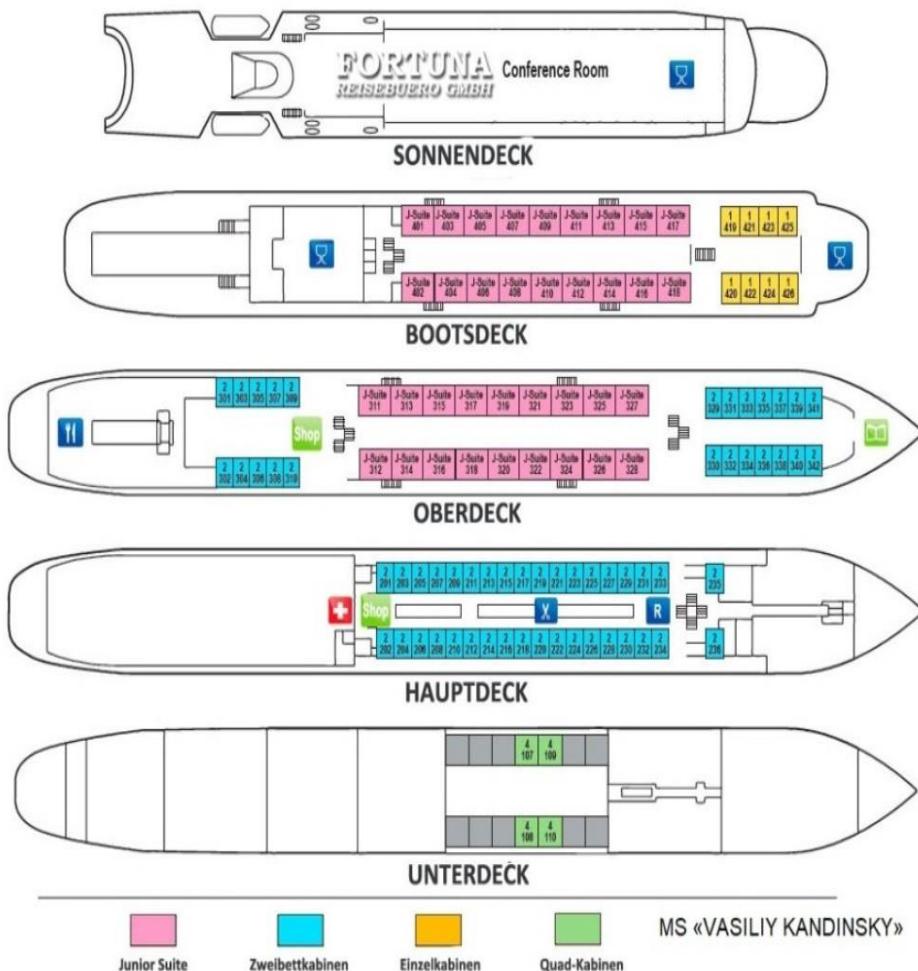 FORTUNA
REISEBUERO GMBH
Conference Room
SONNENDECK
J-Suite J-Suite J-Suite J-Suite J-Suite J-Suite J-Suite J-Suite J-Suite 1 1 1 1
401 403 405 407 409 411 413 415 417 419 421 423 425
J-Suite J-Suite J-Suite J-Suite J-Suite J-Suite J-Suite J-Suite J-Suite 1 1 1 1
402 404 406 408 410 412 414 416 418 420 422 424 426
BOOTSDECK
2 2 2 2 2 J-Suite J-Suite J-Suite J-Suite J-Suite J-Suite J-Suite J-Suite J-Suite 2 2 2 2 2 2 2
301 303 305 307 309 311 313 315 317 319 321 323 325 327 329 331 333 335 337 339 341
Shop
2 2 2 2 2 J-Suite J-Suite J-Suite J-Suite J-Suite J-Suite J-Suite J-Suite J-Suite 2 2 2 2 2 2 2
302 304 306 308 310 312 314 316 318 320 322 324 326 328 330 332 334 336 338 340 342
OBERDECK
2 2 2 2 2 2 2 2 2 2 2 2 2 2 2 2 2 2
201 203 205 207 209 211 213 215 217 219 221 223 225 227 229 231 233 235
Shop R
2 2 2 2 2 2 2 2 2 2 2 2 2 2 2 2 2 2
202 204 206 208 210 212 214 216 218 220 222 224 226 228 230 232 234 236
HAUPTDECK
4 4
107 109
4 4
108 110
UNTERDECK
MS «VASILIY KANDINSKY»
Junior Suite Zweibettkabinen Einzelkabinen Quad-Kabinen